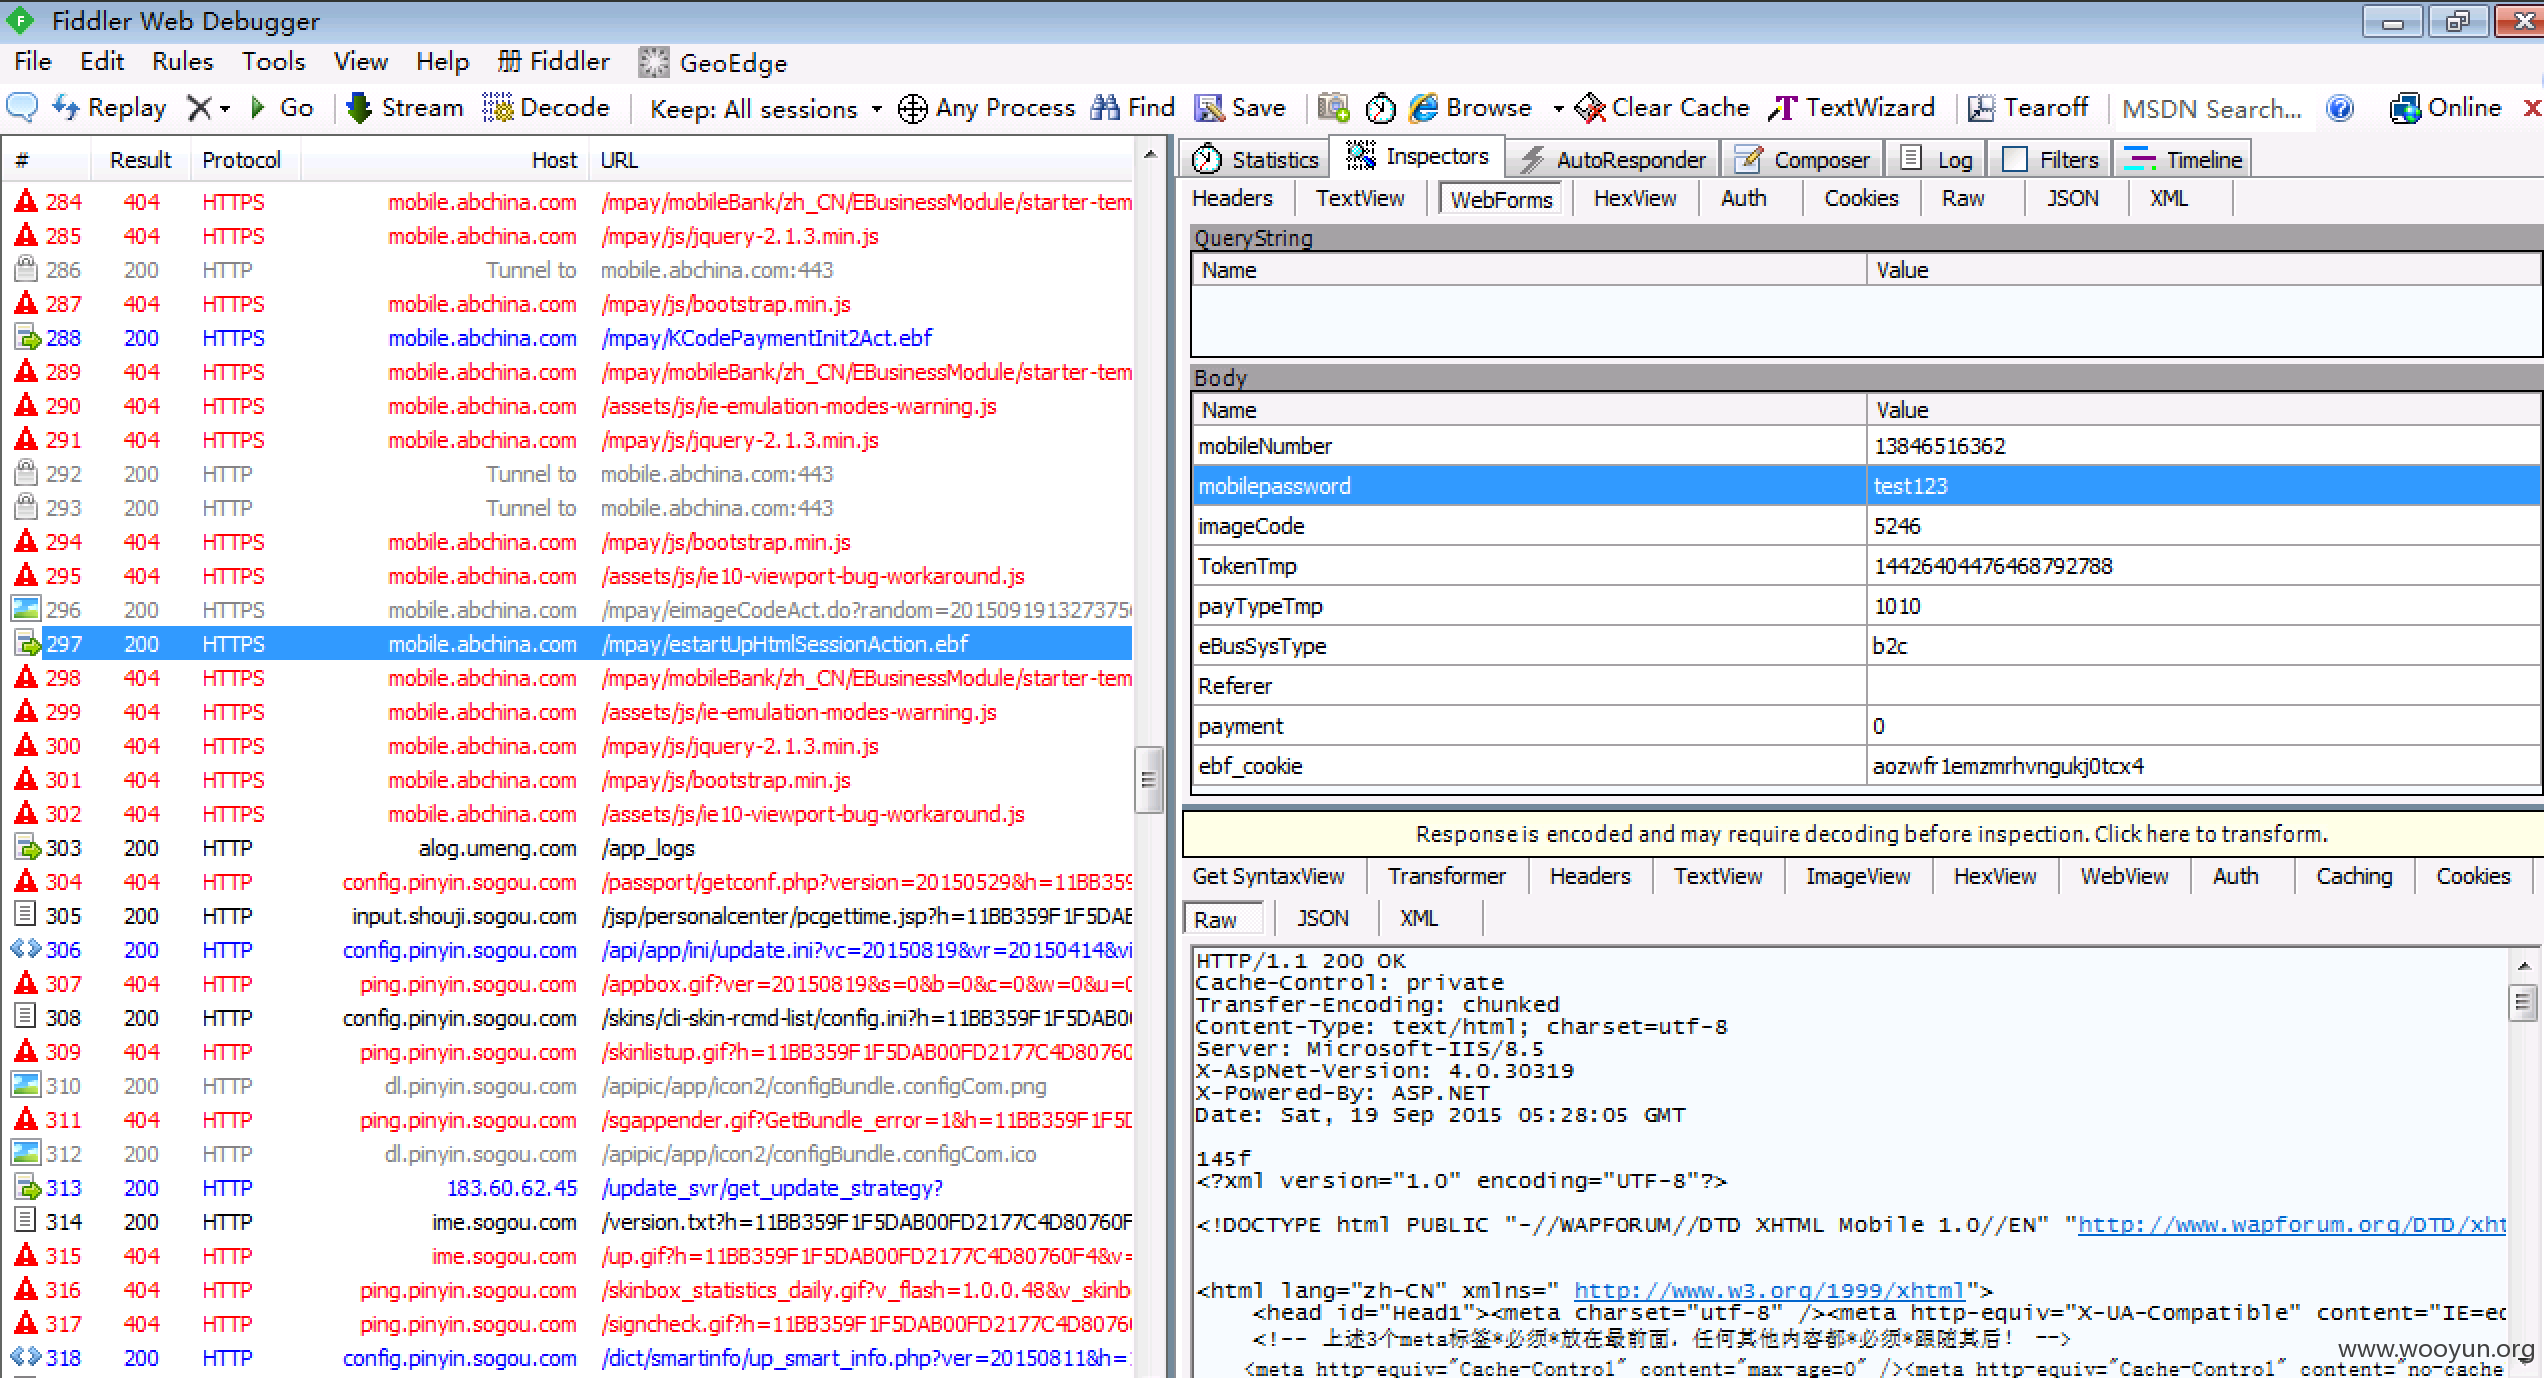 Fiddler Web Debugger
File Edit Rules Tools View Help 册 Fiddler GeoEdge
Replay Go Stream Decode Keep: All sessions Any Process Find Save Browse Clear Cache TextWizard Tearoff MSDN Search... Online
# Result Protocol Host URL
284 404 HTTPS mobile.abchina.com /mpay/mobileBank/zh_CN/EBusinessModule/starter-tem
285 404 HTTPS mobile.abchina.com /mpay/js/jquery-2.1.3.min.js
286 200 HTTP Tunnel to mobile.abchina.com:443
287 404 HTTPS mobile.abchina.com /mpay/js/bootstrap.min.js
288 200 HTTPS mobile.abchina.com /mpay/KCodePaymentInit2Act.ebf
289 404 HTTPS mobile.abchina.com /mpay/mobileBank/zh_CN/EBusinessModule/starter-tem
290 404 HTTPS mobile.abchina.com /assets/js/ie-emulation-modes-warning.js
291 404 HTTPS mobile.abchina.com /mpay/js/jquery-2.1.3.min.js
292 200 HTTP Tunnel to mobile.abchina.com:443
293 200 HTTP Tunnel to mobile.abchina.com:443
294 404 HTTPS mobile.abchina.com /mpay/js/bootstrap.min.js
295 404 HTTPS mobile.abchina.com /assets/js/ie10-viewport-bug-workaround.js
296 200 HTTPS mobile.abchina.com /mpay/eimageCodeAct.do?random=2015091913273756
297 200 HTTPS mobile.abchina.com /mpay/estartUpHtmlSessionAction.ebf
298 404 HTTPS mobile.abchina.com /mpay/mobileBank/zh_CN/EBusinessModule/starter-tem
299 404 HTTPS mobile.abchina.com /assets/js/ie-emulation-modes-warning.js
300 404 HTTPS mobile.abchina.com /mpay/js/jquery-2.1.3.min.js
301 404 HTTPS mobile.abchina.com /mpay/js/bootstrap.min.js
302 404 HTTPS mobile.abchina.com /assets/js/ie10-viewport-bug-workaround.js
303 200 HTTP alog.umeng.com /app_logs
304 404 HTTP config.pinyin.sogou.com /passport/getconf.php?version=20150529&h=11BB359
305 200 HTTP input.shouji.sogou.com /jsp/personalcenter/pcgettime.jsp?h=11BB359F1F5DAE
306 200 HTTP config.pinyin.sogou.com /api/app/ini/update.ini?vc=20150819&vr=20150414&vi
307 404 HTTP ping.pinyin.sogou.com /appbox.gif?ver=20150819&s=0&b=0&c=0&w=0&u=0
308 200 HTTP config.pinyin.sogou.com /skins/cli-skin-rcmd-list/config.ini?h=11BB359F1F5DAB0
309 404 HTTP ping.pinyin.sogou.com /skinlistup.gif?h=11BB359F1F5DAB00FD2177C4D80760
310 200 HTTP dl.pinyin.sogou.com /apipic/app/icon2/configBundle.configCom.png
311 404 HTTP ping.pinyin.sogou.com /sgappender.gif?GetBundle_error=1&h=11BB359F1F5D
312 200 HTTP dl.pinyin.sogou.com /apipic/app/icon2/configBundle.configCom.ico
313 200 HTTP 183.60.62.45 /update_svr/get_update_strategy?
314 200 HTTP ime.sogou.com /version.txt?h=11BB359F1F5DAB00FD2177C4D80760F
315 404 HTTP ime.sogou.com /up.gif?h=11BB359F1F5DAB00FD2177C4D80760F4&v=
316 404 HTTP ping.pinyin.sogou.com /skinbox_statistics_daily.gif?v_flash=1.0.0.48&v_skinb
317 404 HTTP ping.pinyin.sogou.com /signcheck.gif?h=11BB359F1F5DAB00FD2177C4D8076
318 200 HTTP config.pinyin.sogou.com /dict/smartinfo/up_smart_info.php?ver=20150811&h=
Statistics Inspectors AutoResponder Composer Log Filters Timeline
Headers TextView WebForms HexView Auth Cookies Raw JSON XML
QueryString
Name Value
Body
Name Value
mobileNumber 13846516362
mobilepassword test123
imageCode 5246
TokenTmp 14426404476468792788
payTypeTmp 1010
eBusSysType b2c
Referer
payment 0
ebf_cookie aozwfr1emzmrhvngukj0tcx4
Response is encoded and may require decoding before inspection. Click here to transform.
Get SyntaxView Transformer Headers TextView ImageView HexView WebView Auth Caching Cookies
Raw JSON XML
HTTP/1.1 200 OK
Cache-Control: private
Transfer-Encoding: chunked
Content-Type: text/html; charset=utf-8
Server: Microsoft-IIS/8.5
X-AspNet-Version: 4.0.30319
X-Powered-By: ASP.NET
Date: Sat, 19 Sep 2015 05:28:05 GMT
145f
<?xml version="1.0" encoding="UTF-8"?>
<!DOCTYPE html PUBLIC "-//WAPFORUM//DTD XHTML Mobile 1.0//EN" "http://www.wapforum.org/DTD/xht
<html lang="zh-CN" xmlns=" http://www.w3.org/1999/xhtml">
<head id="Head1"><meta charset="utf-8" /><meta http-equiv="X-UA-Compatible" content="IE=ed
<!-- 上述3个meta标签*必须*放在最前面，任何其他内容都*必须*跟随其后！ -->
<meta http-equiv="Cache-Control" content="max-age=0" /><meta http-equiv="Cache-Control" content="no-cache
www.wooyun.org